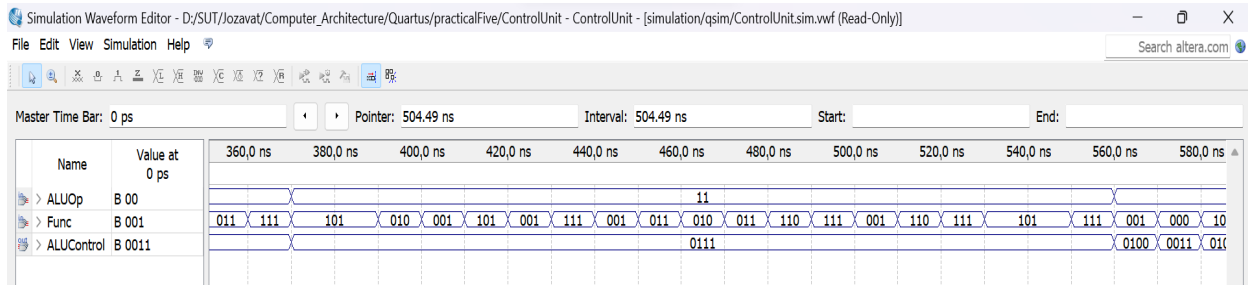 Simulation Waveform Editor - D:/SUT/Jozavat/Computer_Architecture/Quartus/practicalFive/ControlUnit - ControlUnit - [simulation/qsim/ControlUnit.sim.vwf (Read-Only)]
File Edit View Simulation Help
Search altera.com
Master Time Bar: 0 ps Pointer: 504.49 ns Interval: 504.49 ns Start: End:
Name Value at 0 ps 360,0 ns 380,0 ns 400,0 ns 420,0 ns 440,0 ns 460,0 ns 480,0 ns 500,0 ns 520,0 ns 540,0 ns 560,0 ns 580,0 ns
ALUOp B 00 11
Func B 001 011 111 101 010 001 101 001 111 001 011 010 011 110 111 001 110 111 101 111 001 000 10
ALUControl B 0011 0111 0100 0011 010